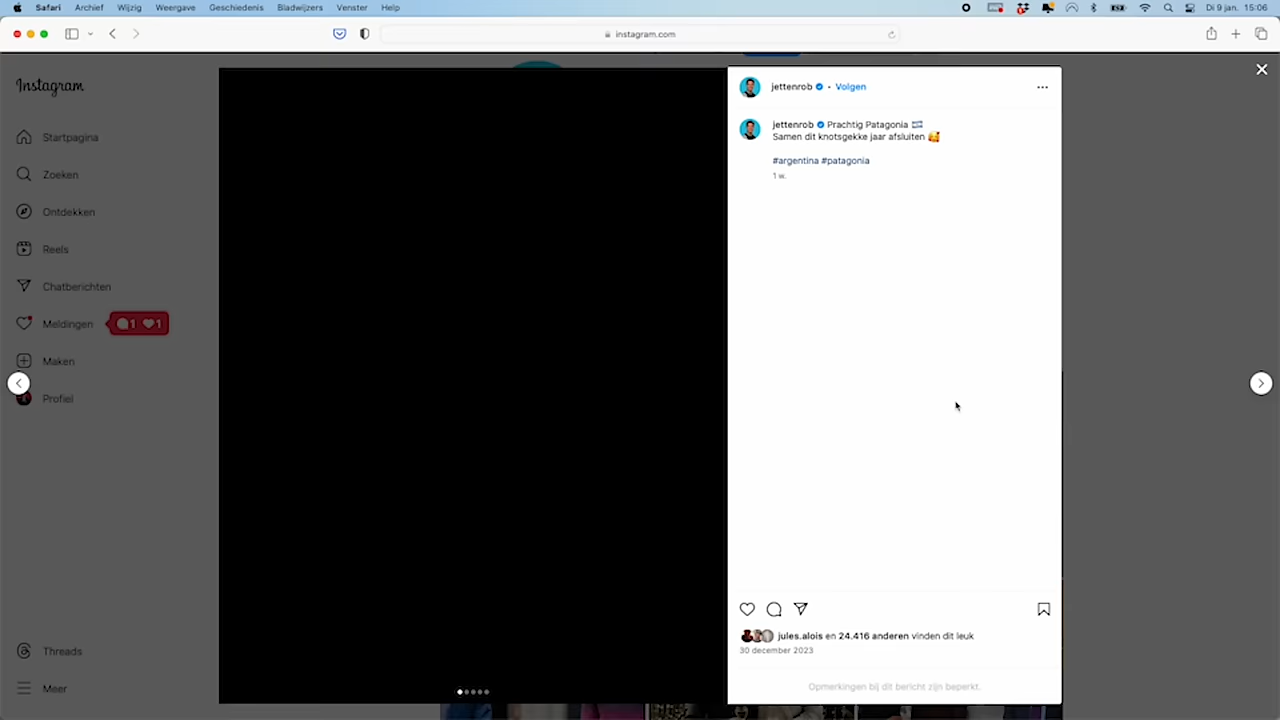 Safari Archief Wijzig Weergave Geschiedenis Bladwijzers Venster Help Di 9 jan. 15:06
instagram.com
Instagram
Startpagina
Zoeken
Ontdekken
Reels
Chatberichten
Meldingen 1 1
Maken
Profiel
Threads
Meer
jettenrob • Volgen
jettenrob Prachtig Patagonia 🇦🇷
Samen dit knotsgekke jaar afsluiten 🥰
#argentina #patagonia
1 w.
jules.alois en 24.416 anderen vinden dit leuk
30 december 2023
Opmerkingen bij dit bericht zijn beperkt.